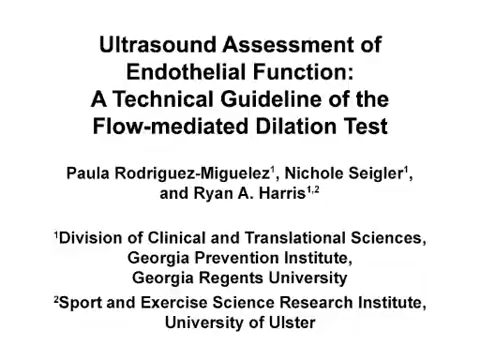 Ultrasound Assessment of
Endothelial Function:
A Technical Guideline of the
Flow-mediated Dilation Test
Paula Rodriguez-Miguelez¹, Nichole Seigler¹,
and Ryan A. Harris¹,²
¹Division of Clinical and Translational Sciences,
Georgia Prevention Institute,
Georgia Regents University
²Sport and Exercise Science Research Institute,
University of Ulster